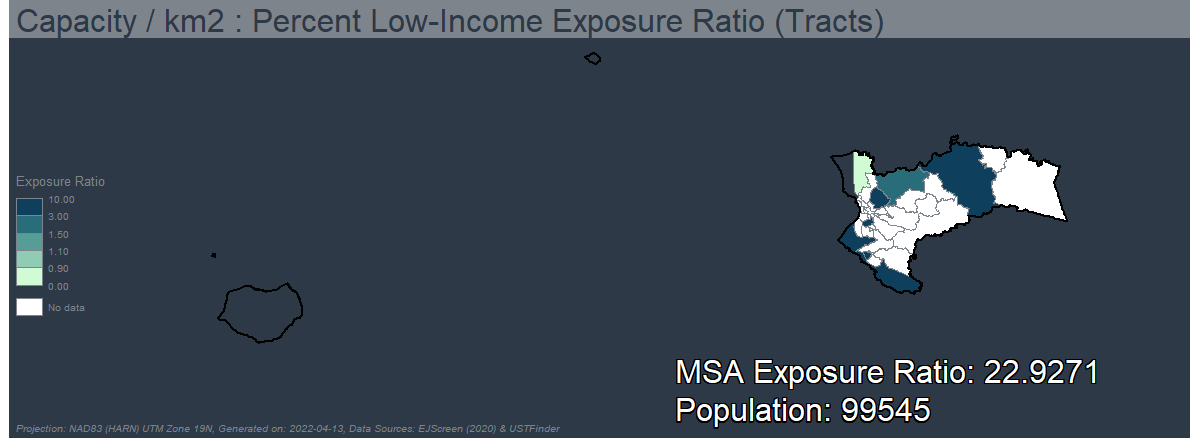 Capacity / km2 : Percent Low-Income Exposure Ratio (Tracts)
Exposure Ratio
10.00
3.00
1.50
1.10
0.90
0.00
No data
MSA Exposure Ratio: 22.9271
Population: 99545
Projection: NAD83 (HARN) UTM Zone 19N, Generated on: 2022-04-13, Data Sources: EJScreen (2020) & USTFinder